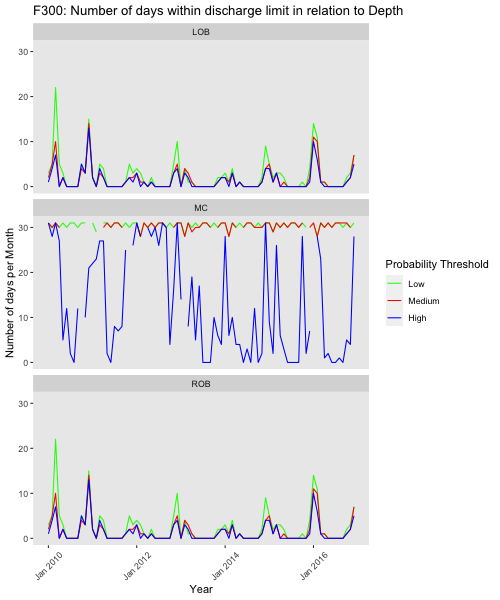 F300: Number of days within discharge limit in relation to Depth
LOB
30
20
10
0
MC
30
20
10
0
ROB
30
20
10
0
Jan 2010
Jan 2012
Jan 2014
Jan 2016
Year
Number of days per Month
Probability Threshold
Low
Medium
High